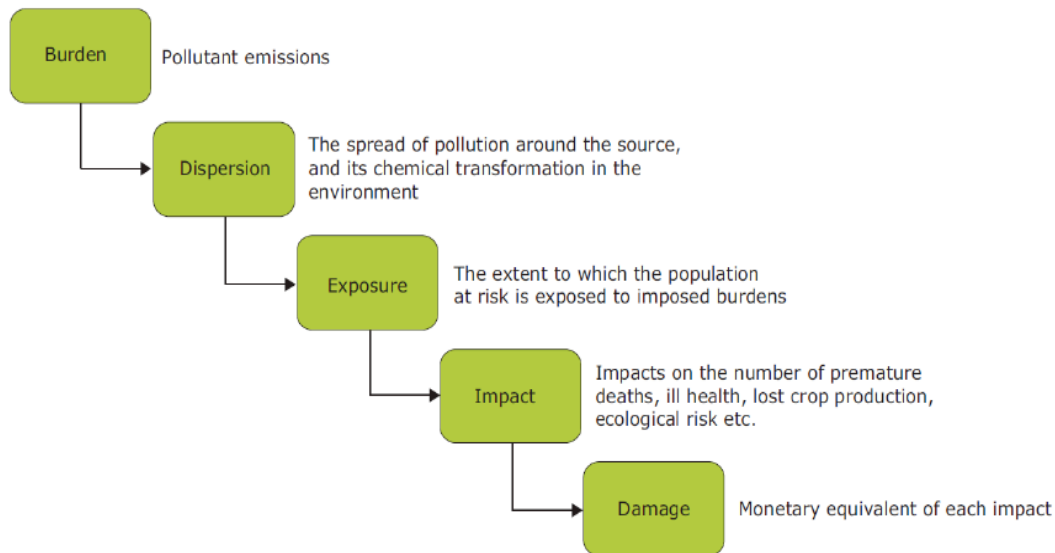 Burden
Pollutant emissions
Dispersion
The spread of pollution around the source,
and its chemical transformation in the
environment
Exposure
The extent to which the population
at risk is exposed to imposed burdens
Impact
Impacts on the number of premature
deaths, ill health, lost crop production,
ecological risk etc.
Damage
Monetary equivalent of each impact